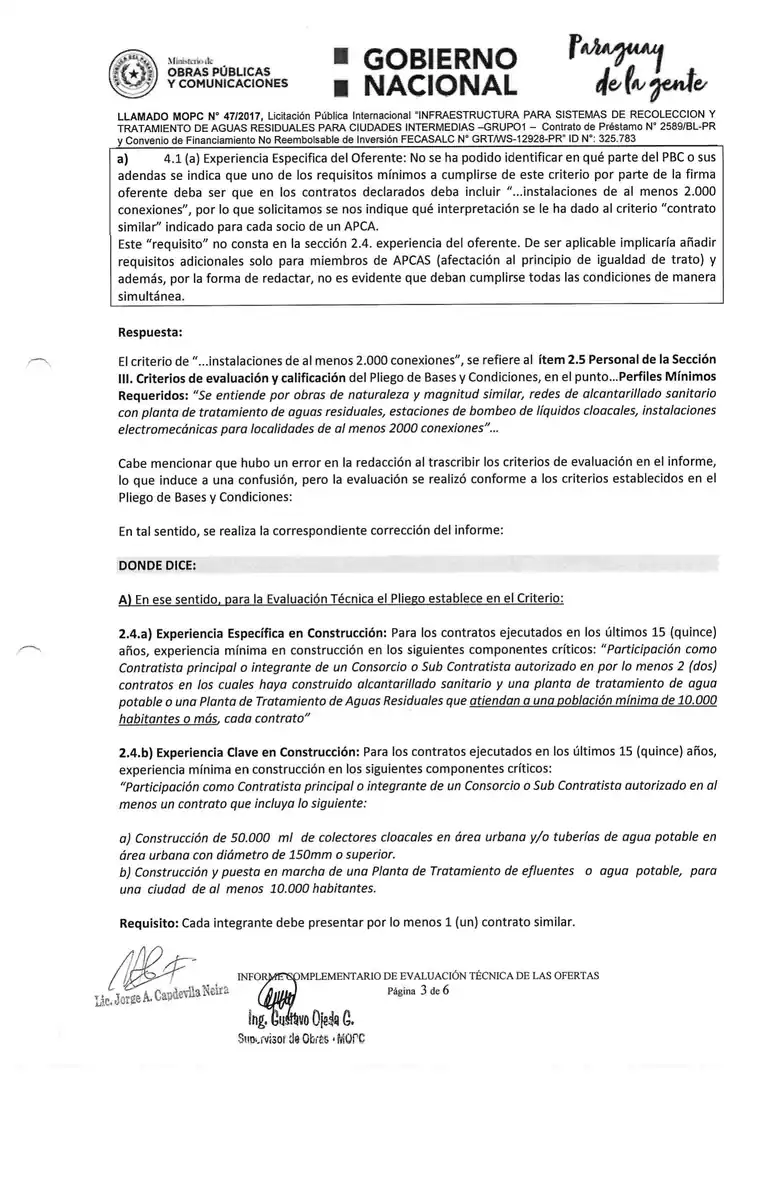 Ministerio de
OBRAS PÚBLICAS
Y COMUNICACIONES
GOBIERNO
NACIONAL
Paraguay
de la gente
LLAMADO MOPC N° 47/2017, Licitación Pública Internacional "INFRAESTRUCTURA PARA SISTEMAS DE RECOLECCION Y
TRATAMIENTO DE AGUAS RESIDUALES PARA CIUDADES INTERMEDIAS –GRUPO1 – Contrato de Préstamo N° 2589/BL-PR
y Convenio de Financiamiento No Reembolsable de Inversión FECASALC N° GRT/WS-12928-PR" ID N°: 325.783
a) 4.1 (a) Experiencia Especifica del Oferente: No se ha podido identificar en qué parte del PBC o sus
adendas se indica que uno de los requisitos mínimos a cumplirse de este criterio por parte de la firma
oferente deba ser que en los contratos declarados deba incluir "...instalaciones de al menos 2.000
conexiones", por lo que solicitamos se nos indique qué interpretación se le ha dado al criterio "contrato
similar" indicado para cada socio de un APCA.
Este "requisito" no consta en la sección 2.4. experiencia del oferente. De ser aplicable implicaría añadir
requisitos adicionales solo para miembros de APCAS (afectación al principio de igualdad de trato) y
además, por la forma de redactar, no es evidente que deban cumplirse todas las condiciones de manera
simultánea.
Respuesta:
El criterio de "...instalaciones de al menos 2.000 conexiones", se refiere al ítem 2.5 Personal de la Sección
III. Criterios de evaluación y calificación del Pliego de Bases y Condiciones, en el punto...Perfiles Mínimos
Requeridos: "Se entiende por obras de naturaleza y magnitud similar, redes de alcantarillado sanitario
con planta de tratamiento de aguas residuales, estaciones de bombeo de líquidos cloacales, instalaciones
electromecánicas para localidades de al menos 2000 conexiones"...
Cabe mencionar que hubo un error en la redacción al trascribir los criterios de evaluación en el informe,
lo que induce a una confusión, pero la evaluación se realizó conforme a los criterios establecidos en el
Pliego de Bases y Condiciones:
En tal sentido, se realiza la correspondiente corrección del informe:
DONDE DICE:
A) En ese sentido, para la Evaluación Técnica el Pliego establece en el Criterio:
2.4.a) Experiencia Específica en Construcción: Para los contratos ejecutados en los últimos 15 (quince)
años, experiencia mínima en construcción en los siguientes componentes críticos: "Participación como
Contratista principal o integrante de un Consorcio o Sub Contratista autorizado en por lo menos 2 (dos)
contratos en los cuales haya construido alcantarillado sanitario y una planta de tratamiento de agua
potable o una Planta de Tratamiento de Aguas Residuales que atiendan a una población mínima de 10.000
habitantes o más, cada contrato"
2.4.b) Experiencia Clave en Construcción: Para los contratos ejecutados en los últimos 15 (quince) años,
experiencia mínima en construcción en los siguientes componentes críticos:
"Participación como Contratista principal o integrante de un Consorcio o Sub Contratista autorizado en al
menos un contrato que incluya lo siguiente:
a) Construcción de 50.000 ml de colectores cloacales en área urbana y/o tuberías de agua potable en
área urbana con diámetro de 150mm o superior.
b) Construcción y puesta en marcha de una Planta de Tratamiento de efluentes o agua potable, para
una ciudad de al menos 10.000 habitantes.
Requisito: Cada integrante debe presentar por lo menos 1 (un) contrato similar.
INFORME COMPLEMENTARIO DE EVALUACIÓN TÉCNICA DE LAS OFERTAS
Página 3 de 6
Lic. Jorge A. Capdevila Neira
Ing. Gustavo Ojeda G.
Supervisor de Obras - MOPC